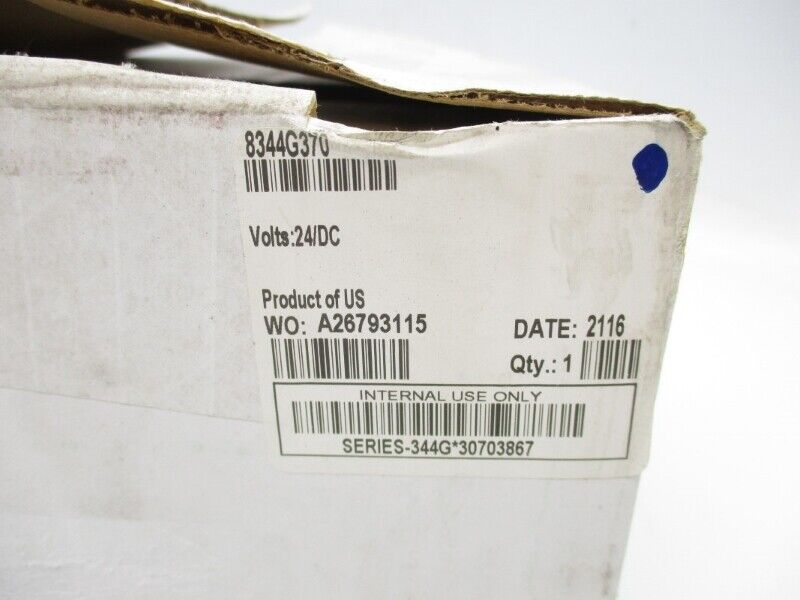 8344G370
Volts:24/DC
Product of US
WO: A26793115
DATE: 2116
Qty.: 1
INTERNAL USE ONLY
SERIES-344G*30703867